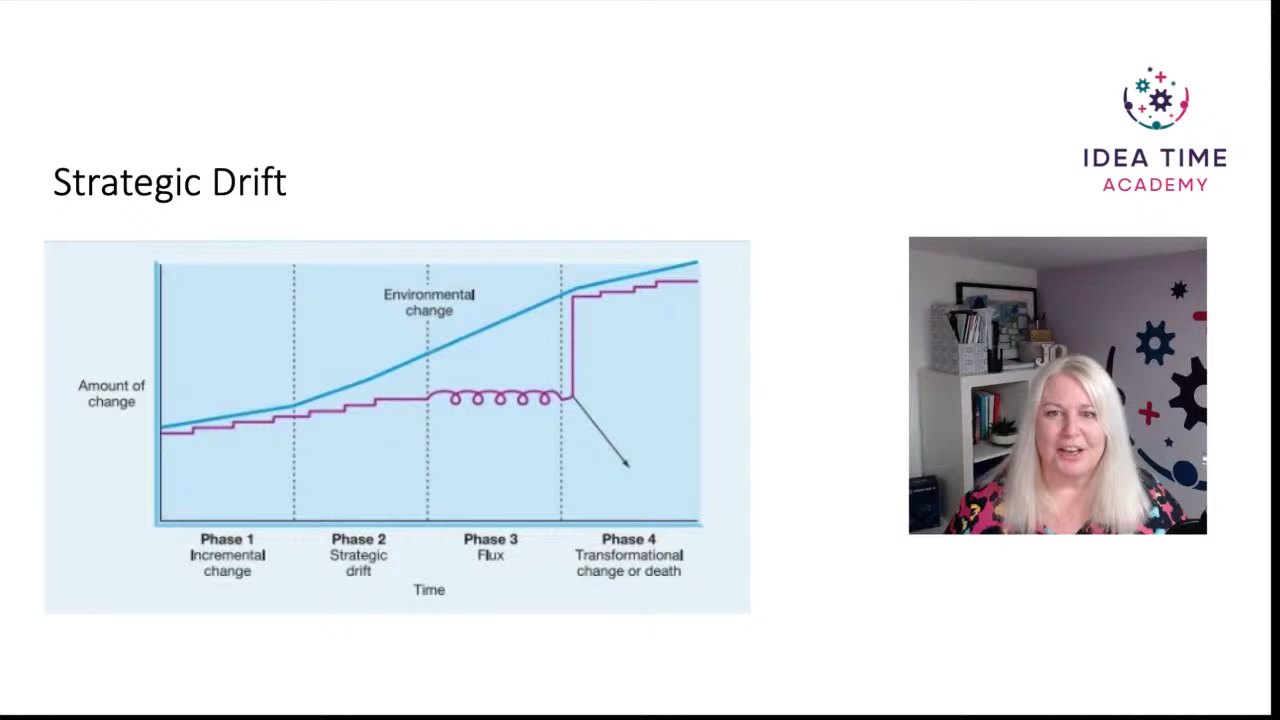 IDEA TIME
ACADEMY
Strategic Drift
Environmental
change
Amount of
change
Phase 1
Incremental
change
Phase 2
Strategic
drift
Phase 3
Flux
Phase 4
Transformational
change or death
Time